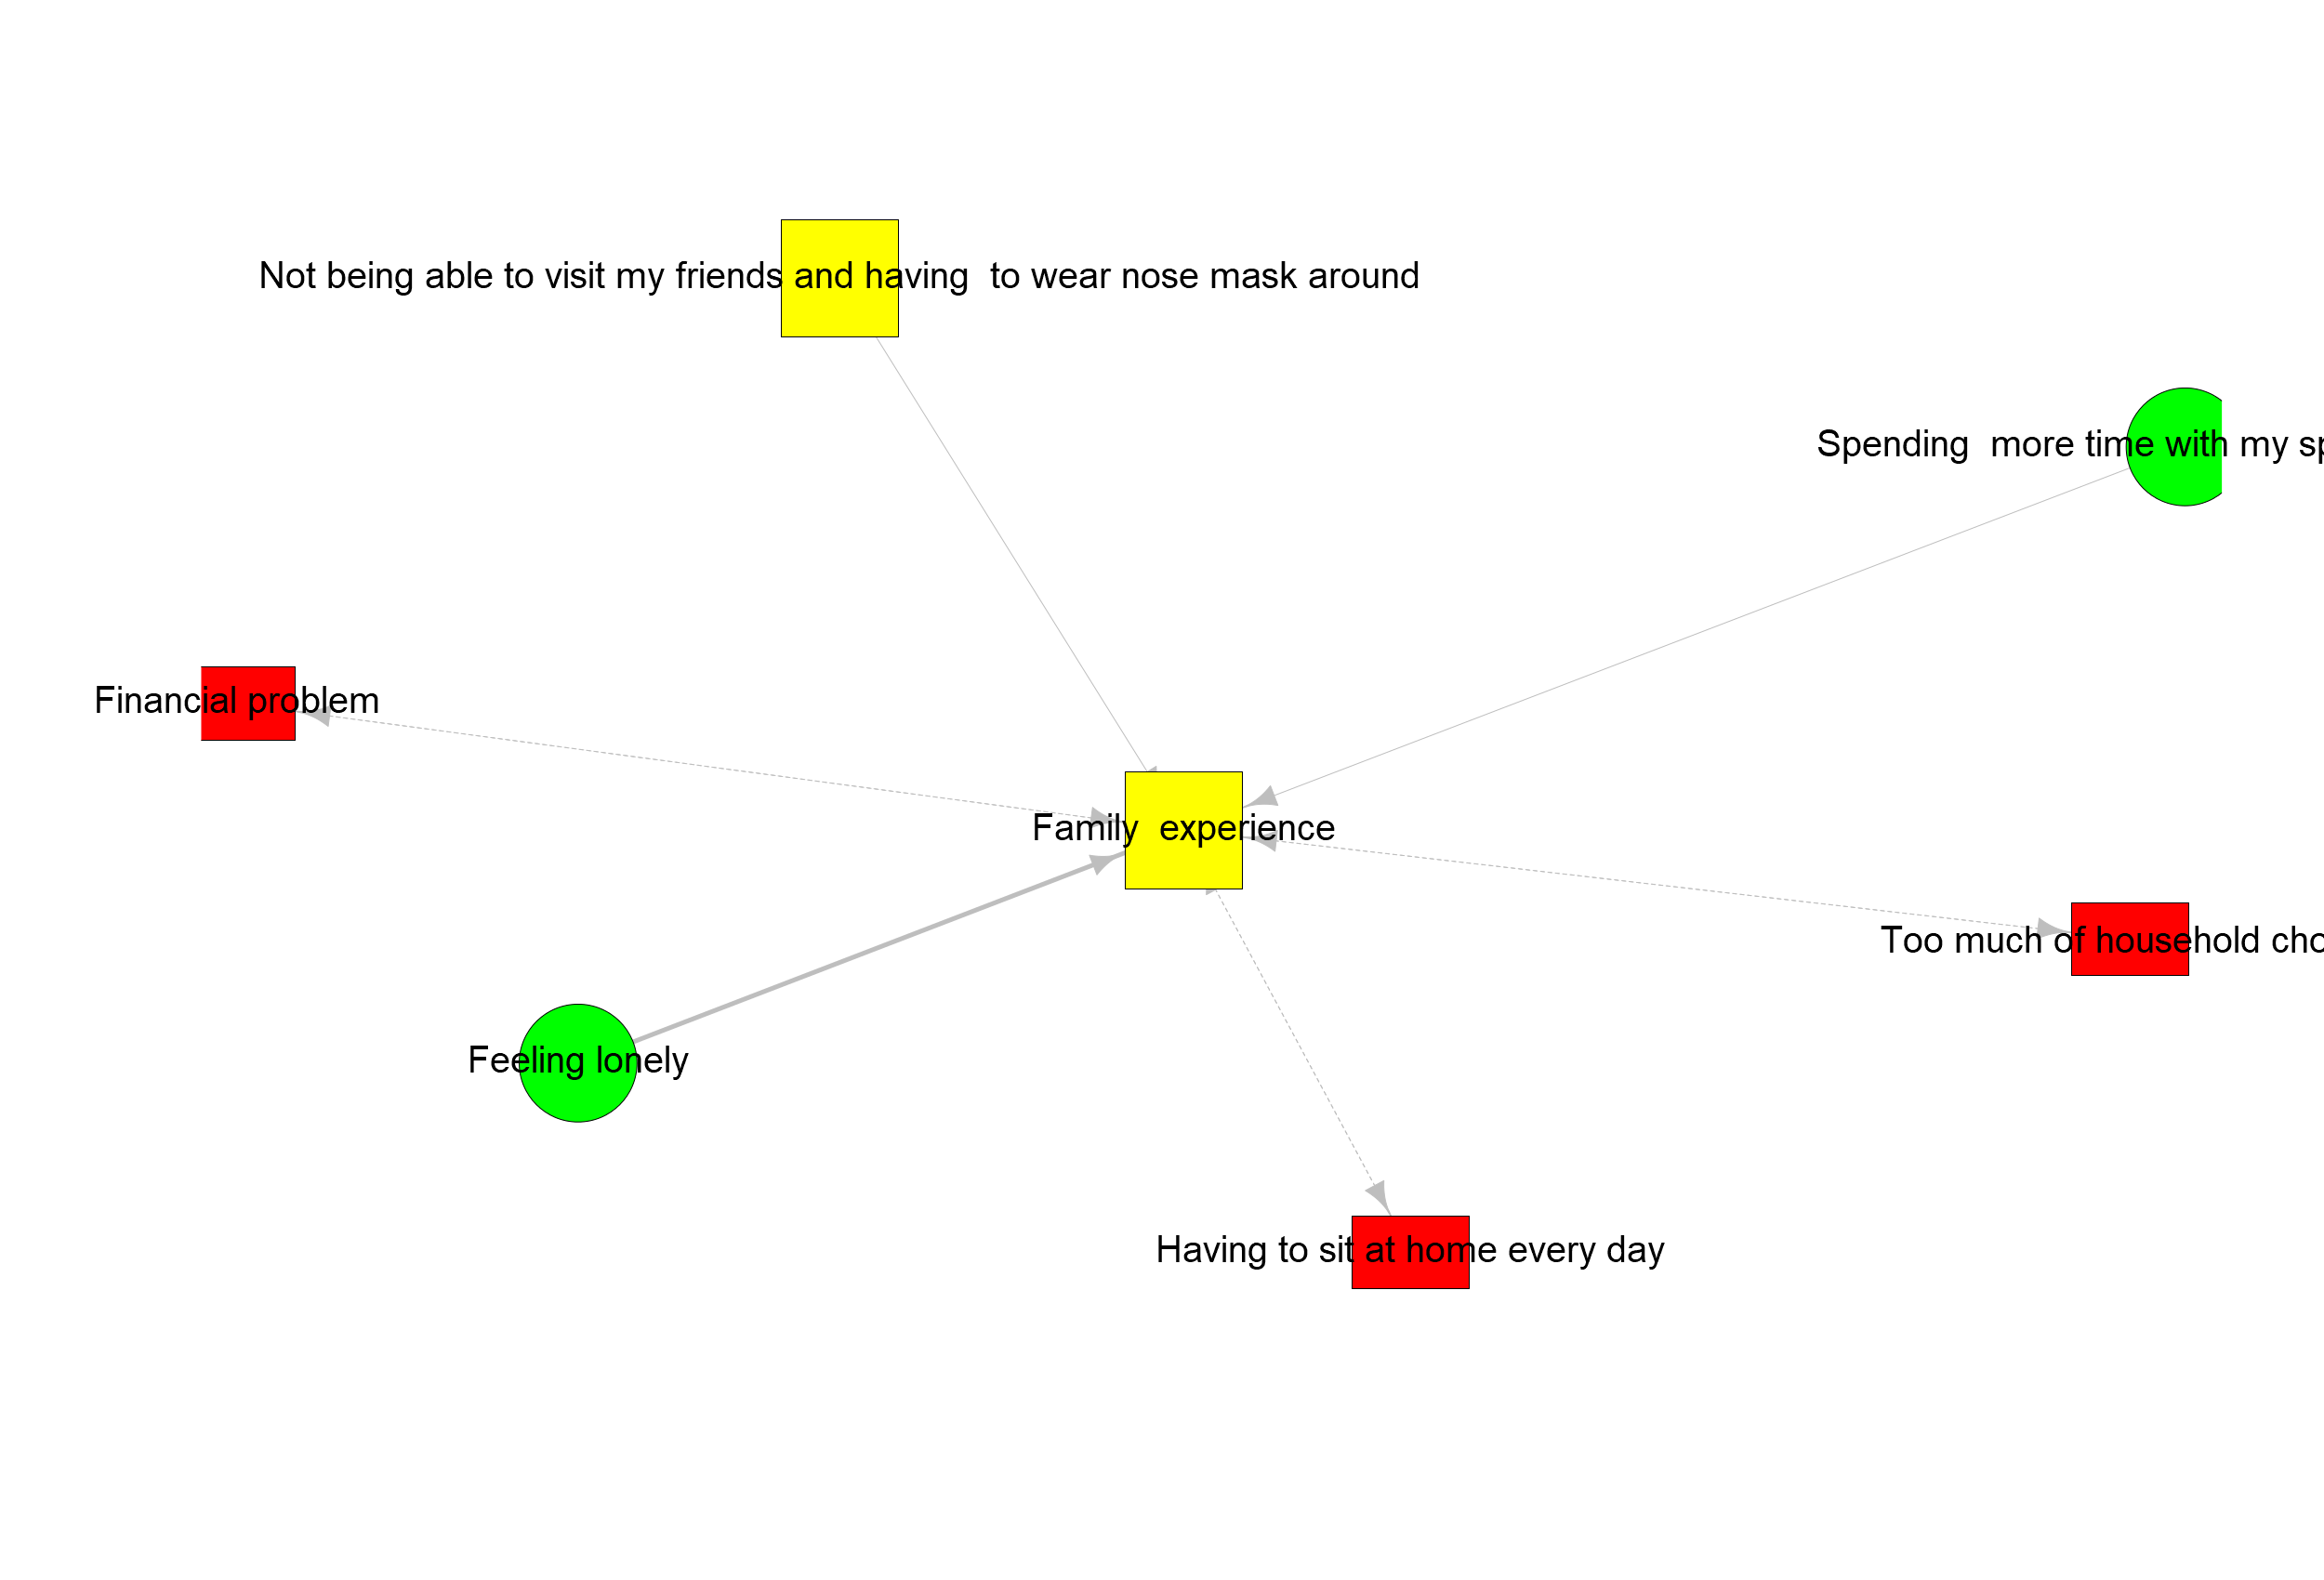 Not being able to visit my friends and having  to wear nose mask around
Spending  more time with my sp
Financial problem
Family  experience
Too much of household cho
Feeling lonely
Having to sit at home every day